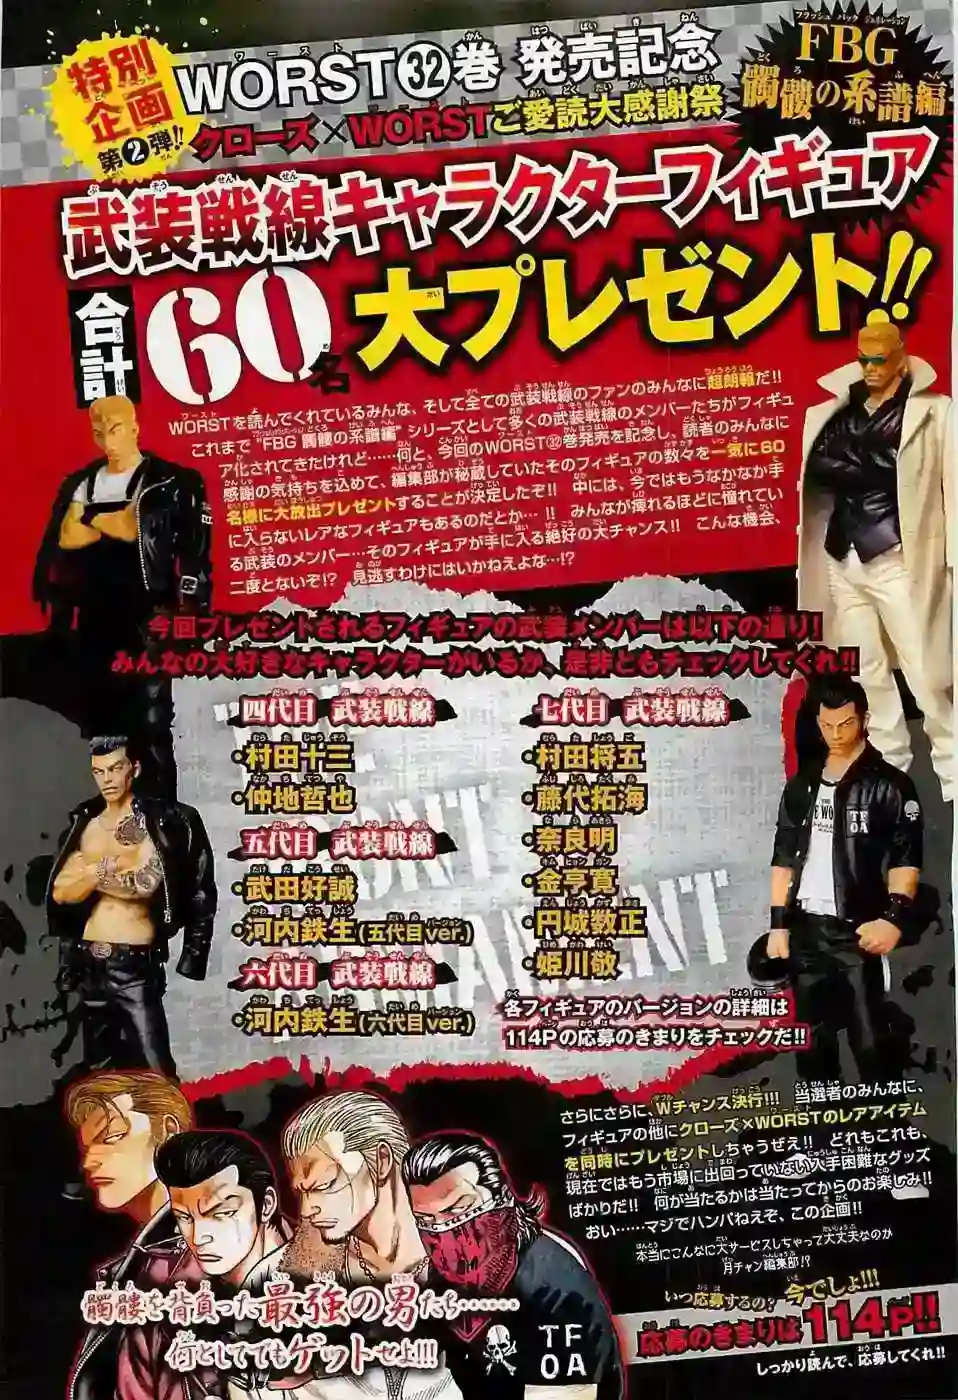 特別
企画
第2弾!!
WORST㉜巻 発売記念
クローズ×WORSTご愛読大感謝祭
FBG
髑髏の系譜編
武装戦線キャラクターフィギュア
合計60名大プレゼント!!
WORSTを読んでくれているみんな、そして全ての武装戦線のファンのみんなに超朗報だ!!
これまで“FBG 髑髏の系譜編”シリーズとして多くの武装戦線のメンバーたちがフィギュ
ア化されてきたけれど……何と、今回のWORST㉜巻発売を記念し、読者のみんなに
感謝の気持ちを込めて、編集部が秘蔵していたそのフィギュアの数々を一気に60
名様に大放出プレゼントすることが決定したぞ!! 中には、今ではもうなかなか手
に入らないレアなフィギュアもあるのだとか…!! みんなが痺れるほどに憧れてい
る武装のメンバー…そのフィギュアが手に入る絶好の大チャンス!! こんな機会、
二度とないぞ!? 見逃すわけにはいかねえよな…!?
今回プレゼントされるフィギュアの武装メンバーは以下の通り!
みんなの大好きなキャラクターがいるか、是非ともチェックしてくれ!!
四代目 武装戦線
・村田十三
・仲地哲也
五代目 武装戦線
・武田好誠
・河内鉄生(五代目ver.)
六代目 武装戦線
・河内鉄生(六代目ver.)
七代目 武装戦線
・村田将五
・藤代拓海
・奈良明
・金亨寛
・円城数正
・姫川敬
各フィギュアのバージョンの詳細は
114Pの応募のきまりをチェックだ!!
さらにさらに、Wチャンス決行!!! 当選者のみんなに、
フィギュアの他にクローズ×WORSTのレアアイテム
を同時にプレゼントしちゃうぜえ!! どれもこれも、
現在ではもう市場に出回っていない入手困難なグッズ
ばかりだ!! 何が当たるかは当たってからのお楽しみ!!
おい……マジでハンパねえぞ、この企画!!
本当にこんなに大サービスしちゃって大丈夫なのか
月チャン編集部!?
いつ応募するの? 今でしょ!!!
応募のきまりは114P!!
しっかり読んで、応募してくれ!!
髑髏を背負った最強の男たち……
何としてでもゲットせよ!!!
TF
OA